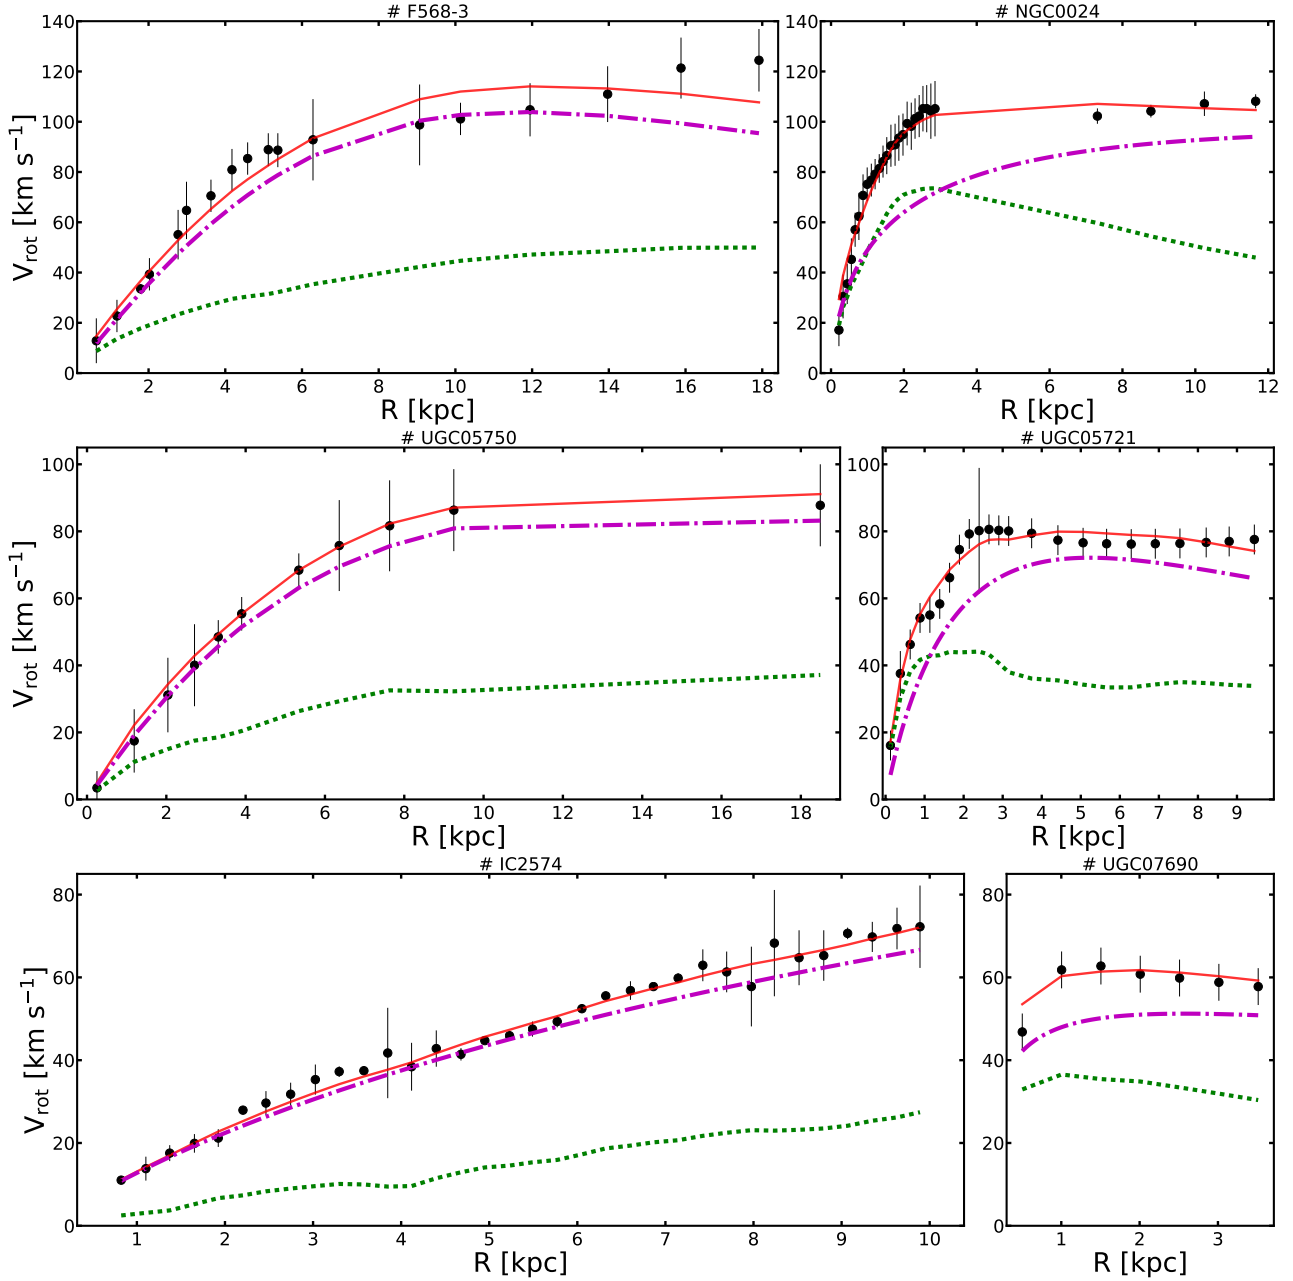 # F568-3
# NGC0024
140
120
100
80
60
40
20
0
V_rot [km s⁻¹]
2 4 6 8 10 12 14 16 18
R [kpc]
140
120
100
80
60
40
20
0
0 2 4 6 8 10 12
R [kpc]
# UGC05750
# UGC05721
100
80
60
40
20
0
V_rot [km s⁻¹]
0 2 4 6 8 10 12 14 16 18
R [kpc]
100
80
60
40
20
0
0 1 2 3 4 5 6 7 8 9
R [kpc]
# IC2574
# UGC07690
80
60
40
20
0
V_rot [km s⁻¹]
1 2 3 4 5 6 7 8 9 10
R [kpc]
80
60
40
20
0
1 2 3
R [kpc]